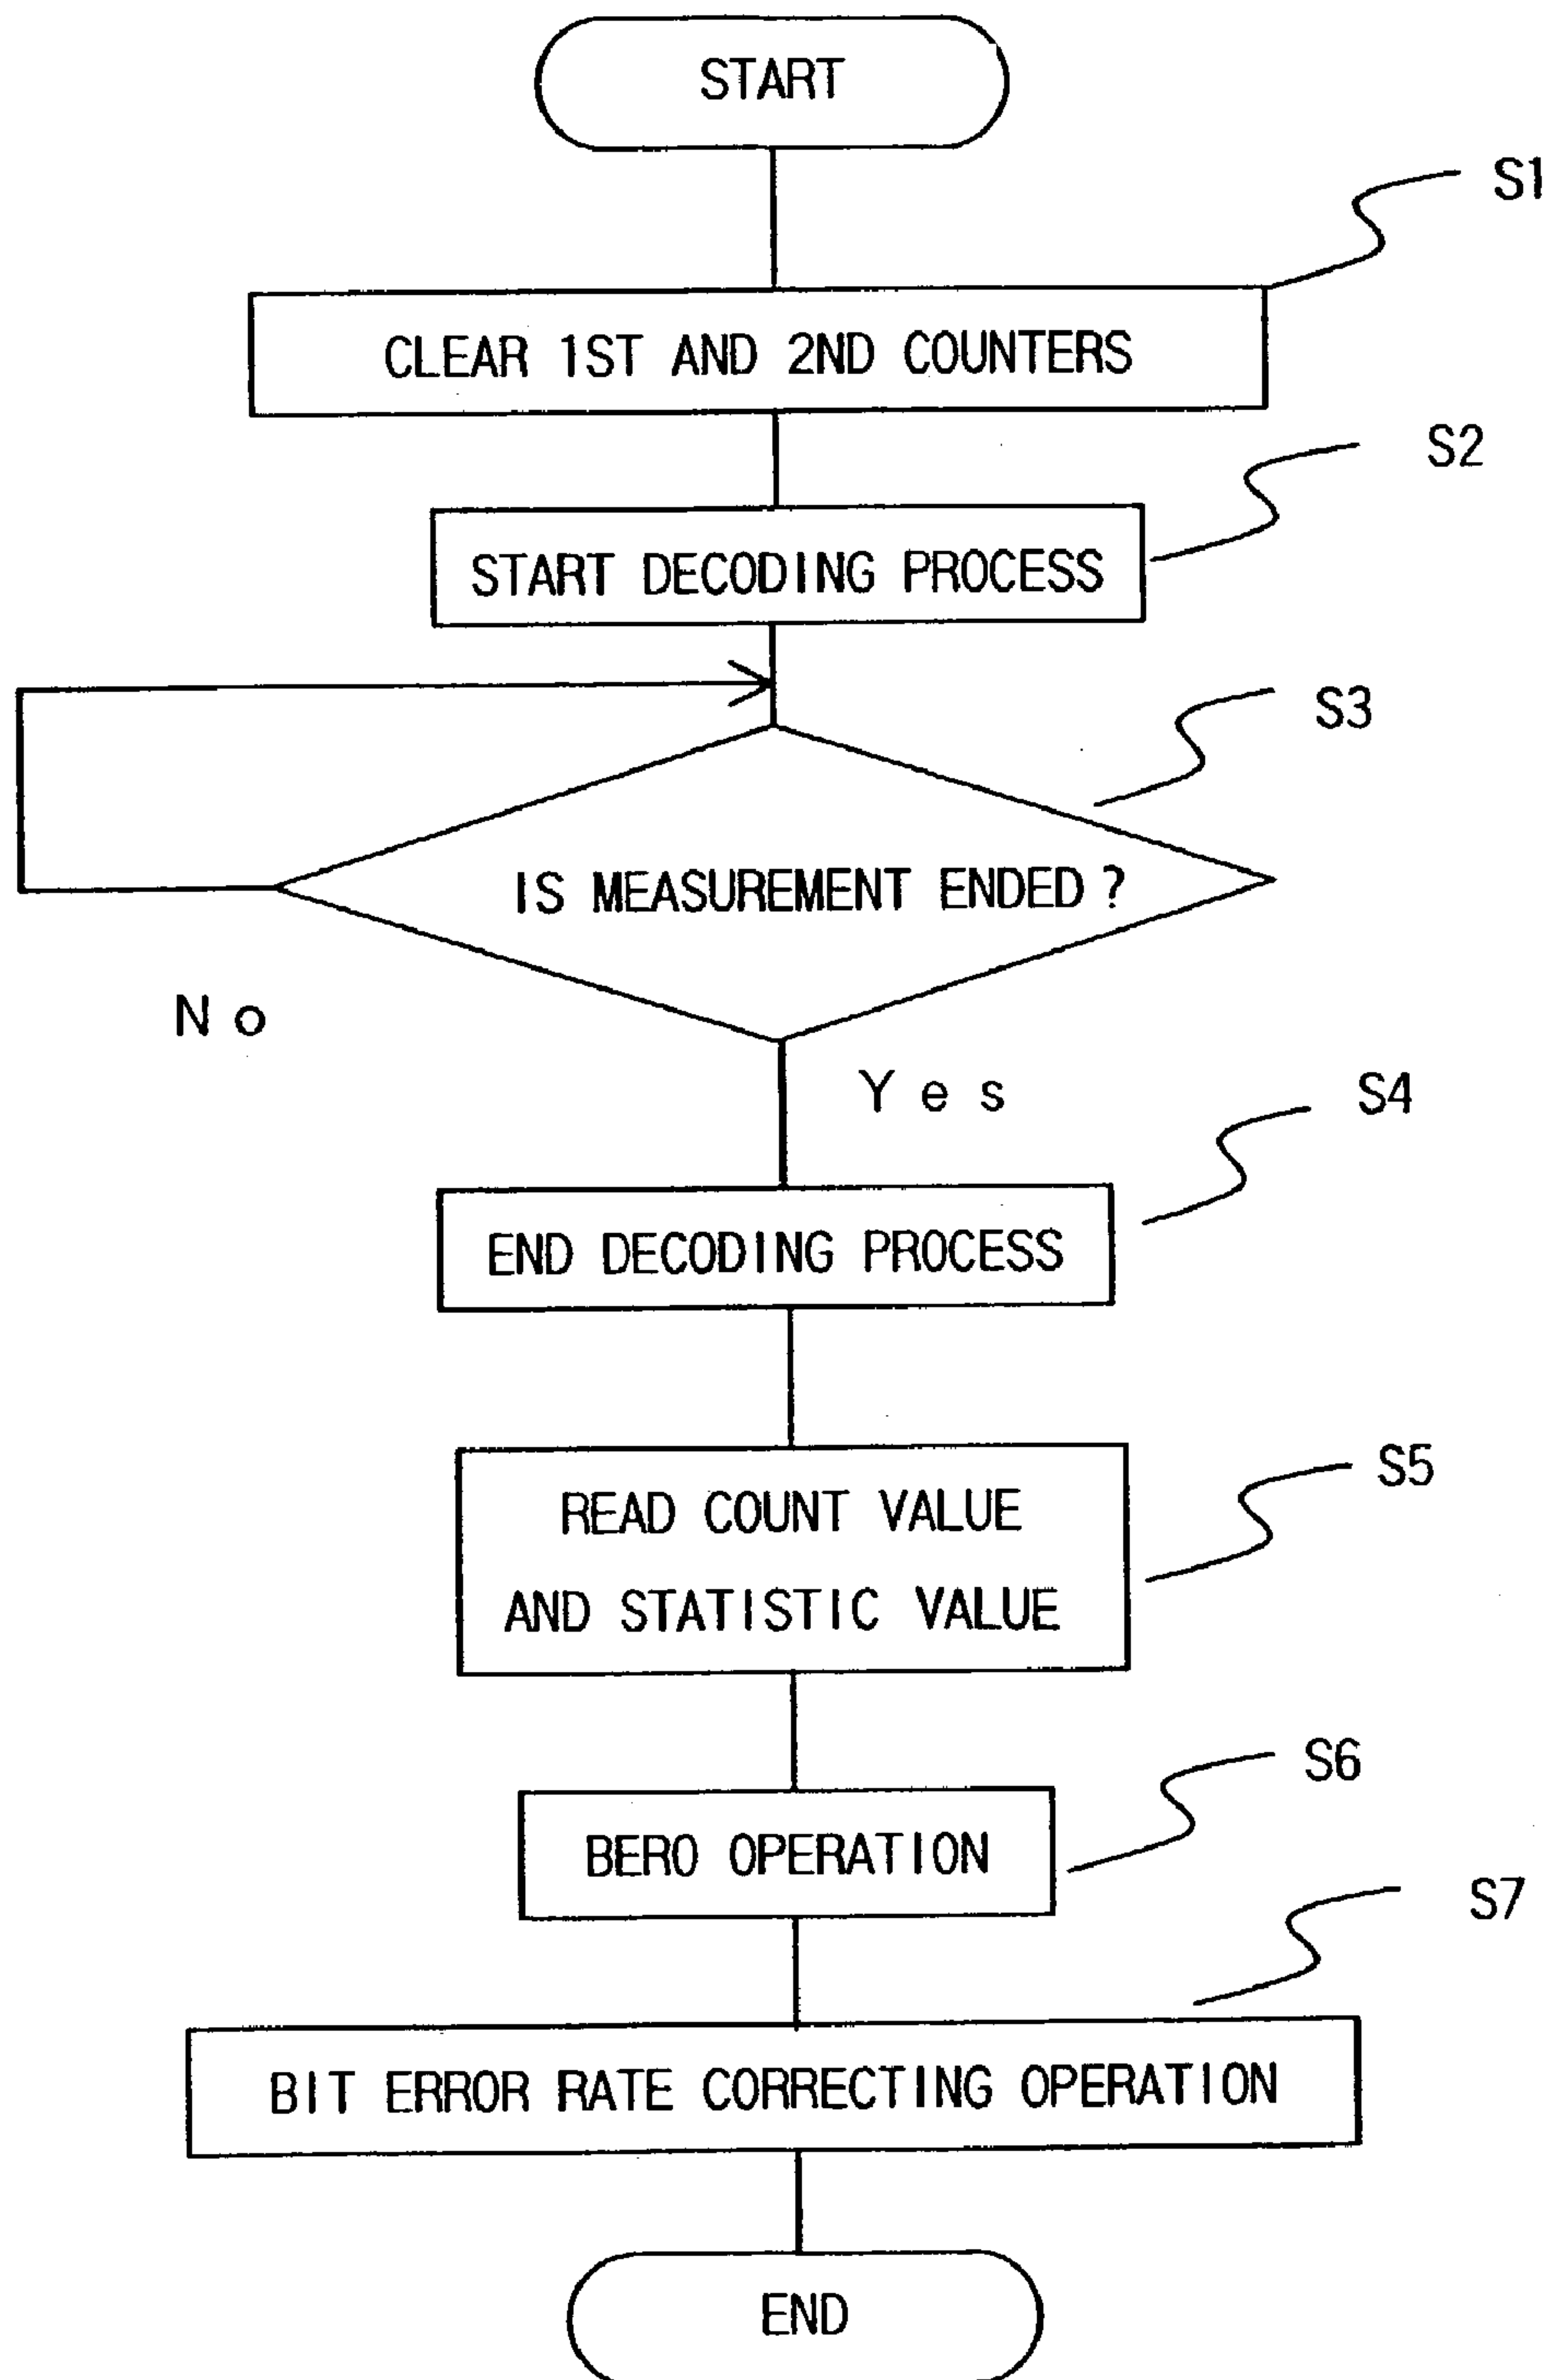 START
S1
CLEAR 1ST AND 2ND COUNTERS
S2
START DECODING PROCESS
S3
IS MEASUREMENT ENDED ?
No
Yes
S4
END DECODING PROCESS
S5
READ COUNT VALUE
AND STATISTIC VALUE
S6
BER0 OPERATION
S7
BIT ERROR RATE CORRECTING OPERATION
END